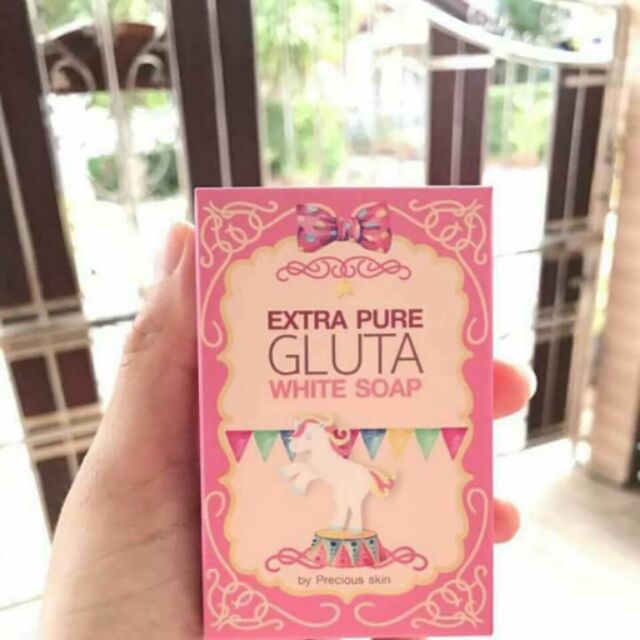 EXTRA PURE
GLUTA
WHITE SOAP
by Precious skin